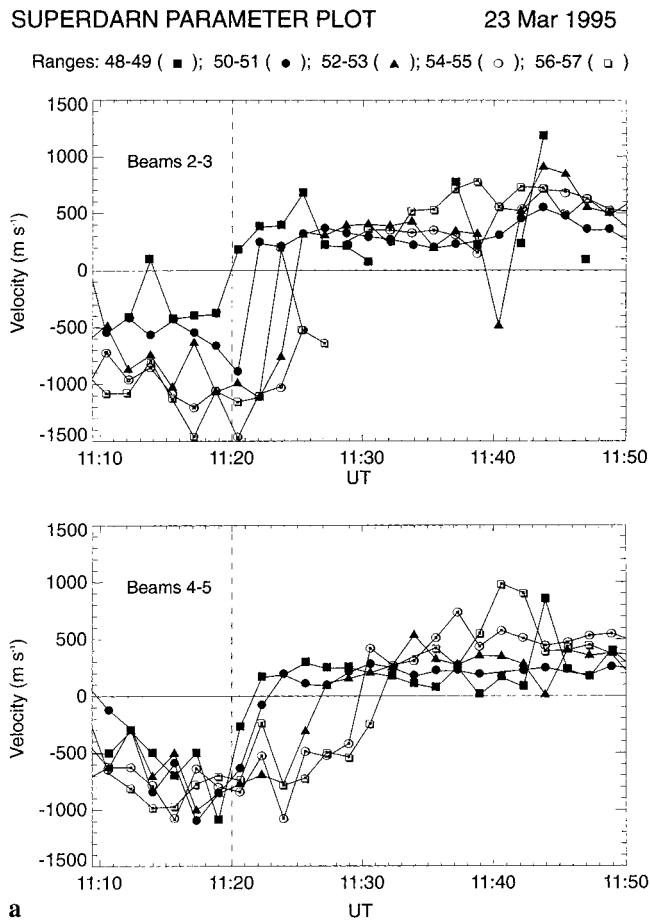 SUPERDARN PARAMETER PLOT 23 Mar 1995
Ranges: 48-49 ( ■ ); 50-51 ( ● ); 52-53 ( ▲ ); 54-55 ( ○ ); 56-57 ( □ )
1500
1000
500
0
-500
-1000
-1500
Velocity (m s⁻¹)
Beams 2-3
11:10 11:20 11:30 11:40 11:50
UT
1500
1000
500
0
-500
-1000
-1500
Velocity (m s⁻¹)
Beams 4-5
11:10 11:20 11:30 11:40 11:50
UT
a